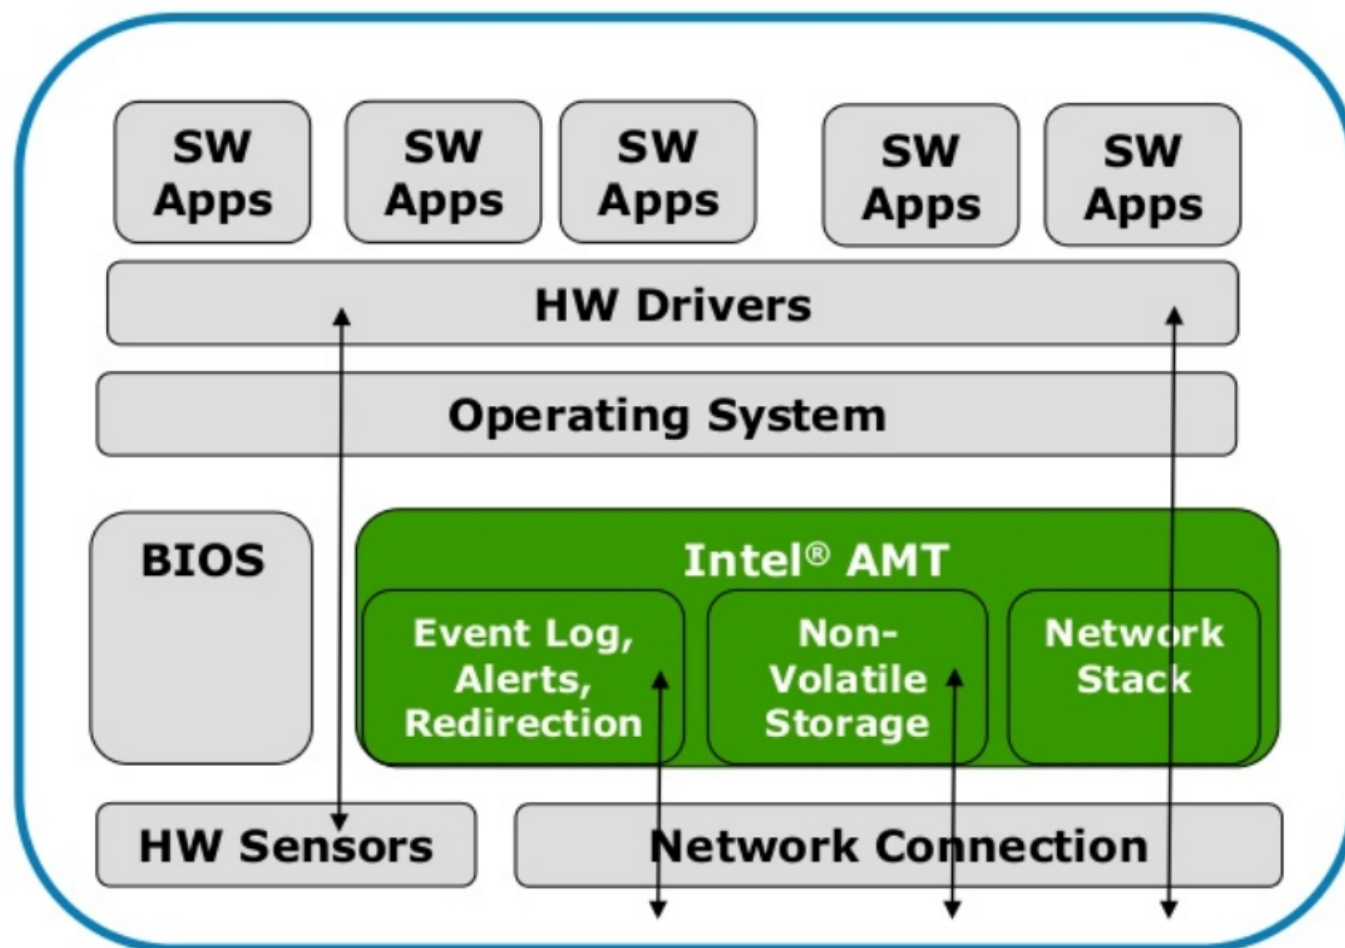 SW
Apps
SW
Apps
SW
Apps
SW
Apps
SW
Apps
HW Drivers
Operating System
BIOS
Intel® AMT
Event Log,
Alerts,
Redirection
Non-
Volatile
Storage
Network
Stack
HW Sensors
Network Connection